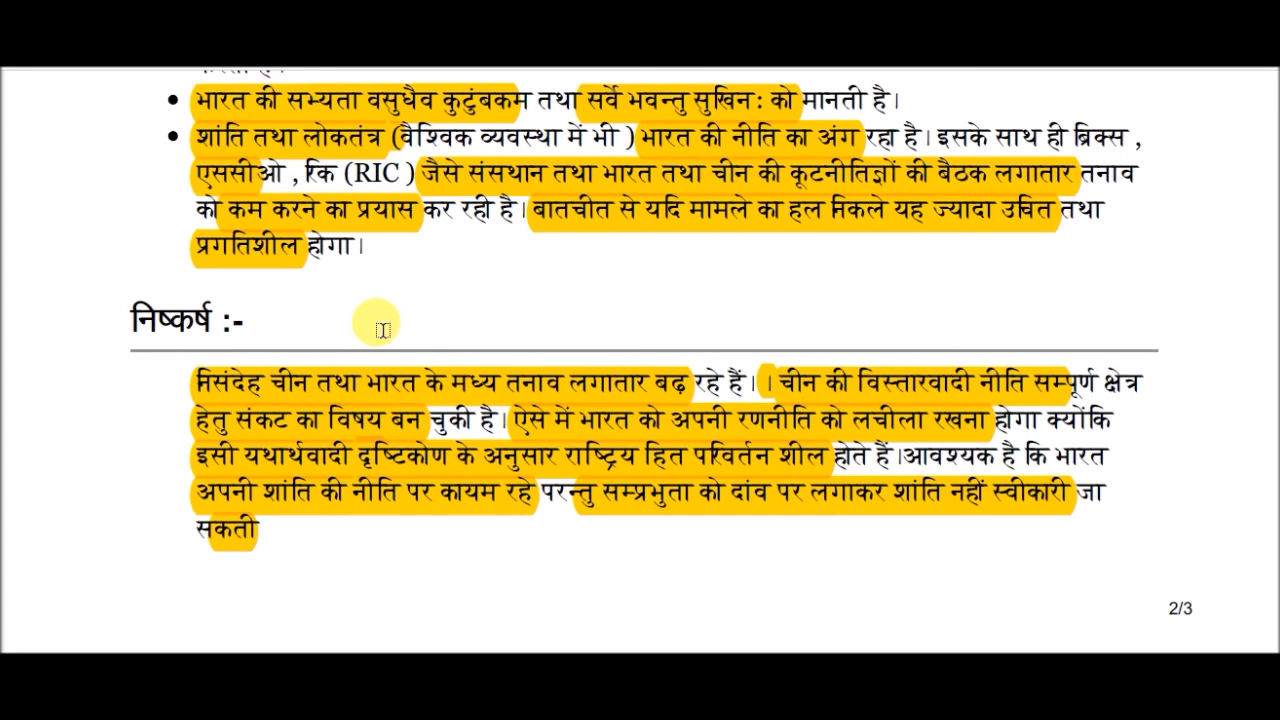 भारत की सभ्यता वसुधैव कुटुंबकम तथा सर्वे भवन्तु सुखिन: को मानती है।
शांति तथा लोकतंत्र (वैश्विक व्यवस्था में भी ) भारत की नीति का अंग रहा है। इसके साथ ही ब्रिक्स ,
एससीओ , रिक (RIC ) जैसे संसथान तथा भारत तथा चीन की कूटनीतिज्ञों की बैठक लगातार तनाव
को कम करने का प्रयास कर रही है। बातचीत से यदि मामले का हल निकले यह ज्यादा उचित तथा
प्रगतिशील होगा।
निष्कर्ष :-
निसंदेह चीन तथा भारत के मध्य तनाव लगातार बढ़ रहे हैं। । चीन की विस्तारवादी नीति सम्पूर्ण क्षेत्र
हेतु संकट का विषय बन चुकी है। ऐसे में भारत को अपनी रणनीति को लचीला रखना होगा क्योंकि
इसी यथार्थवादी दृष्टिकोण के अनुसार राष्ट्रिय हित परिवर्तन शील होते हैं।आवश्यक है कि भारत
अपनी शांति की नीति पर कायम रहे परन्तु सम्प्रभुता को दांव पर लगाकर शांति नहीं स्वीकारी जा
सकती
2/3